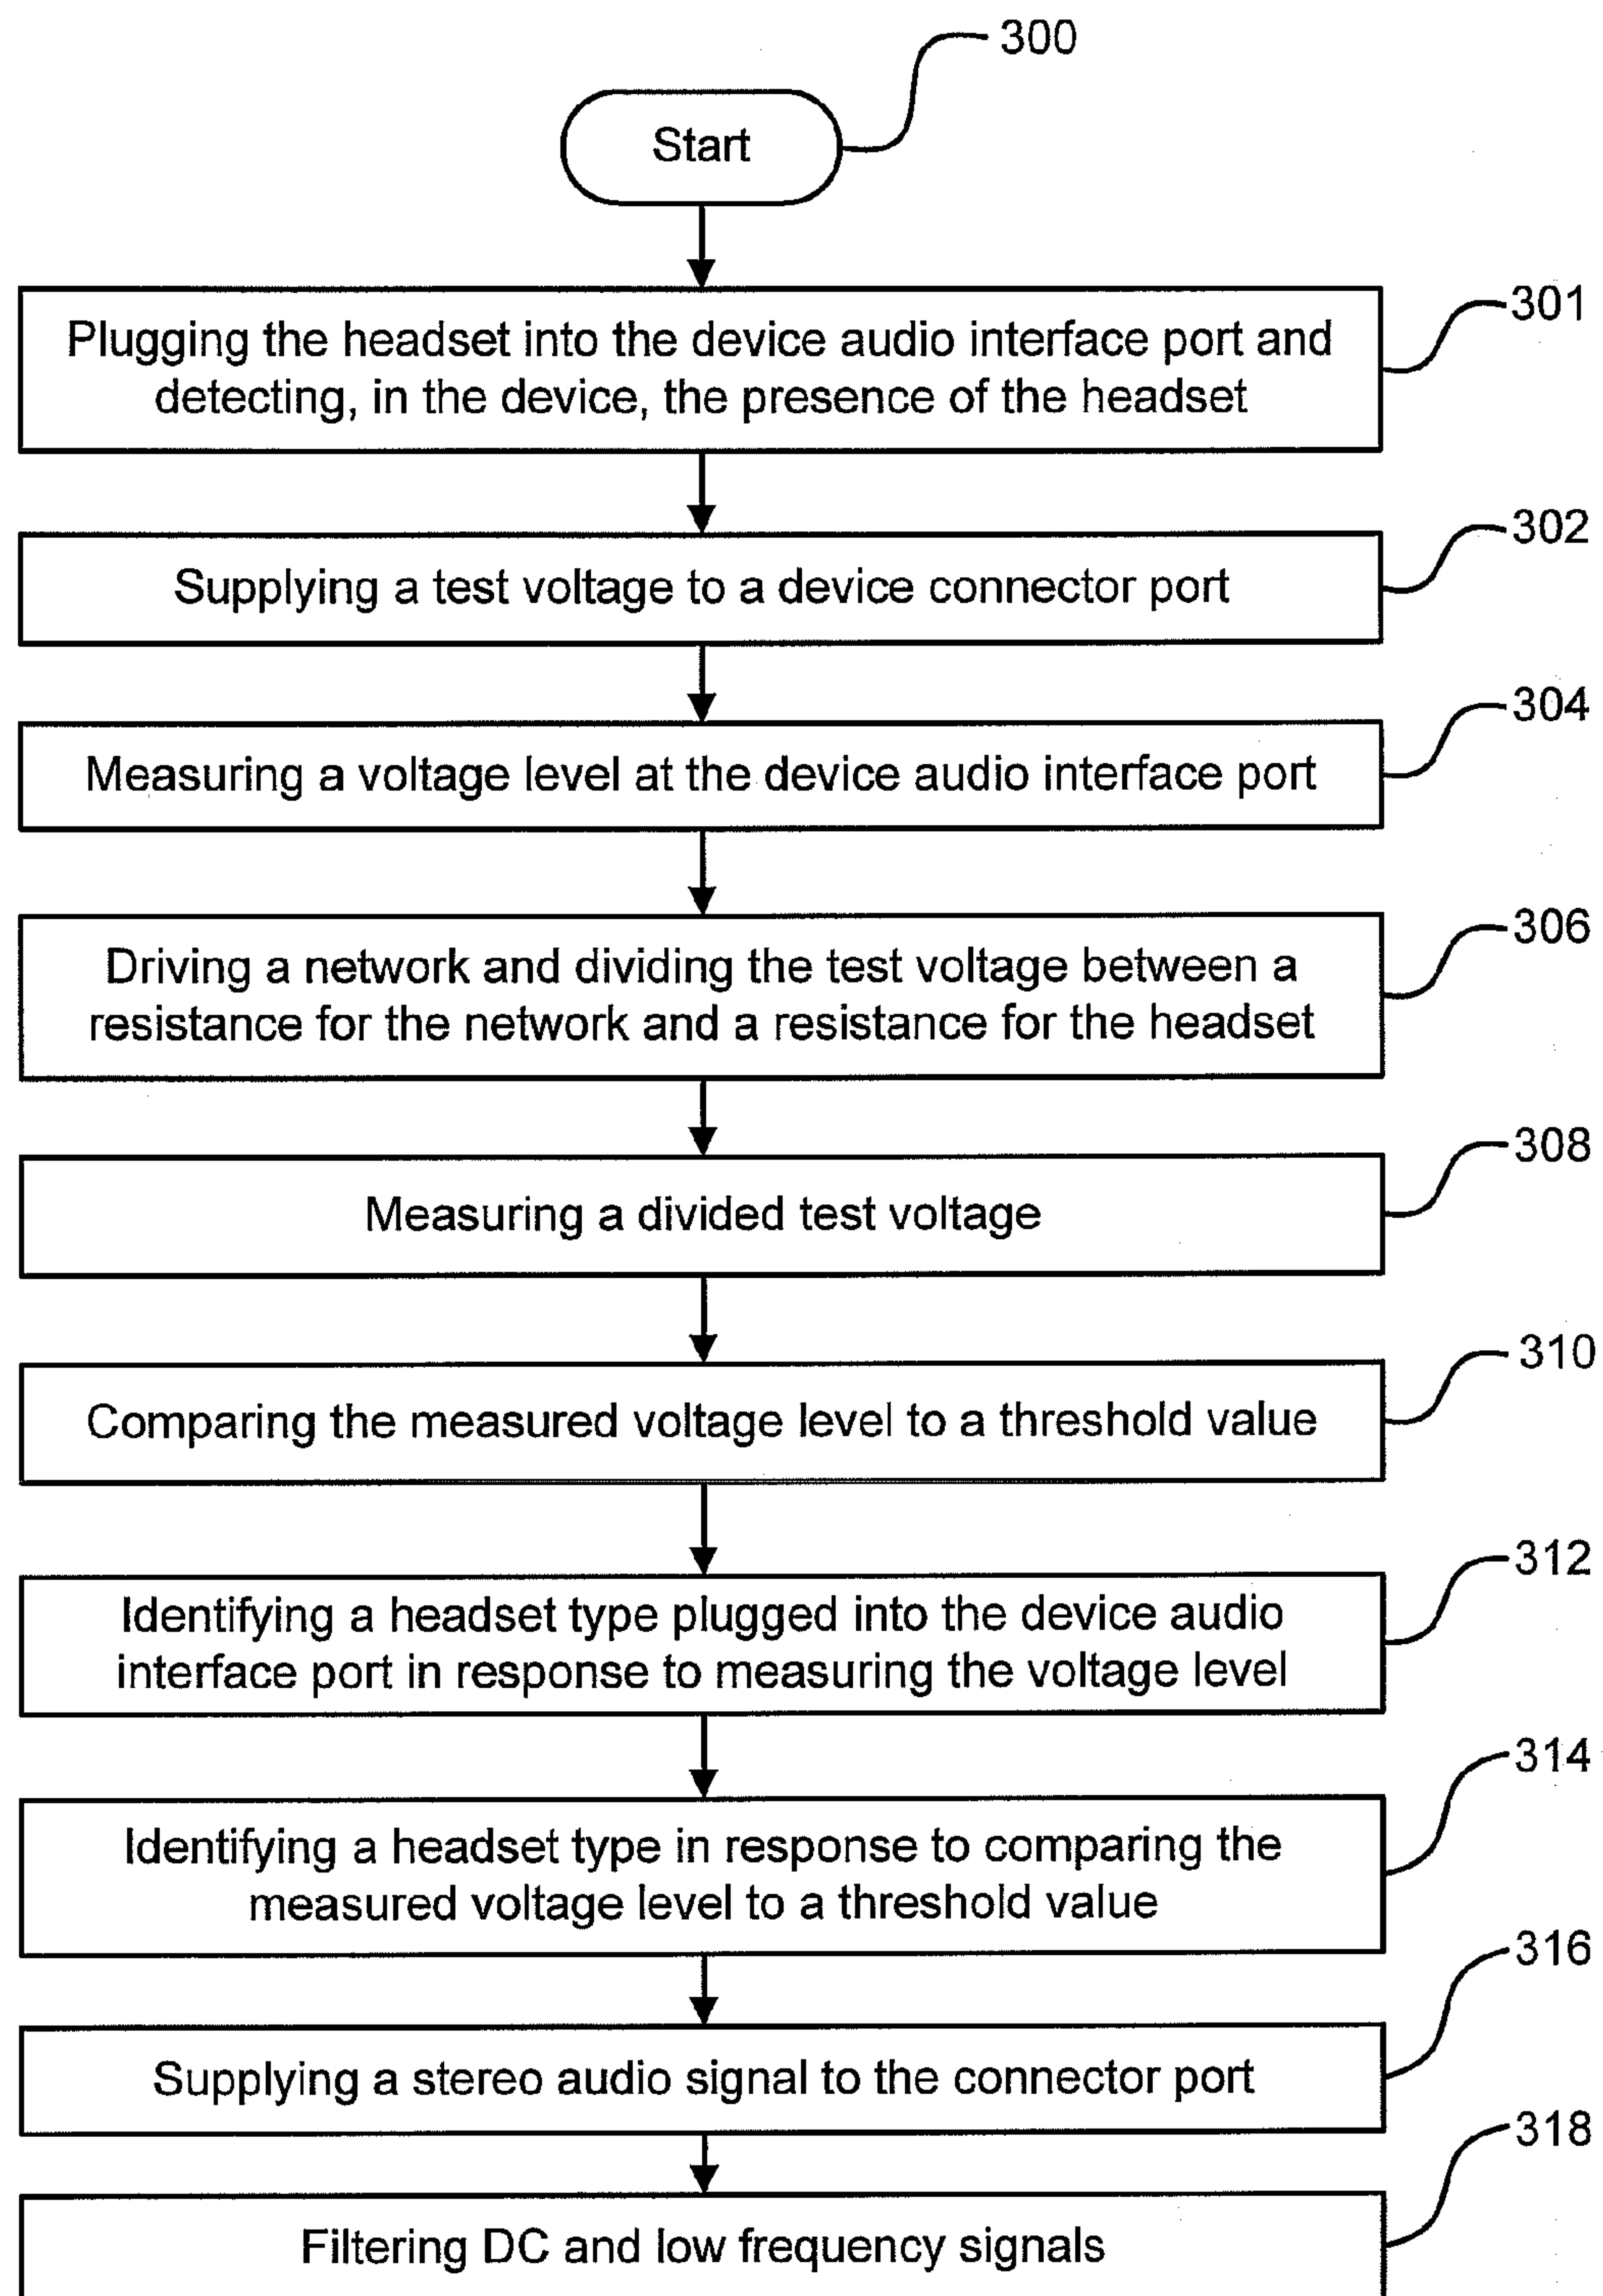 300
Start
301
Plugging the headset into the device audio interface port and
detecting, in the device, the presence of the headset
302
Supplying a test voltage to a device connector port
304
Measuring a voltage level at the device audio interface port
306
Driving a network and dividing the test voltage between a
resistance for the network and a resistance for the headset
308
Measuring a divided test voltage
310
Comparing the measured voltage level to a threshold value
312
Identifying a headset type plugged into the device audio
interface port in response to measuring the voltage level
314
Identifying a headset type in response to comparing the
measured voltage level to a threshold value
316
Supplying a stereo audio signal to the connector port
318
Filtering DC and low frequency signals